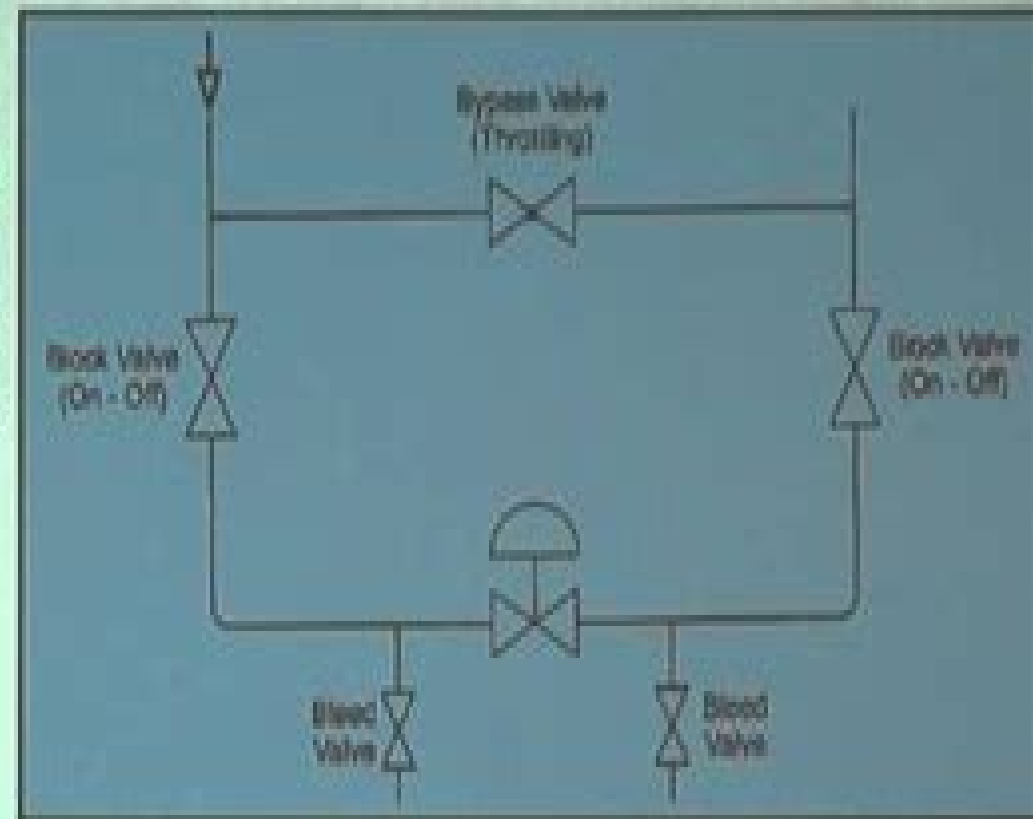 Bypass Valve
(Throttling)
Block Valve
(On - Off)
Block Valve
(On - Off)
Bleed
Valve
Bleed
Valve